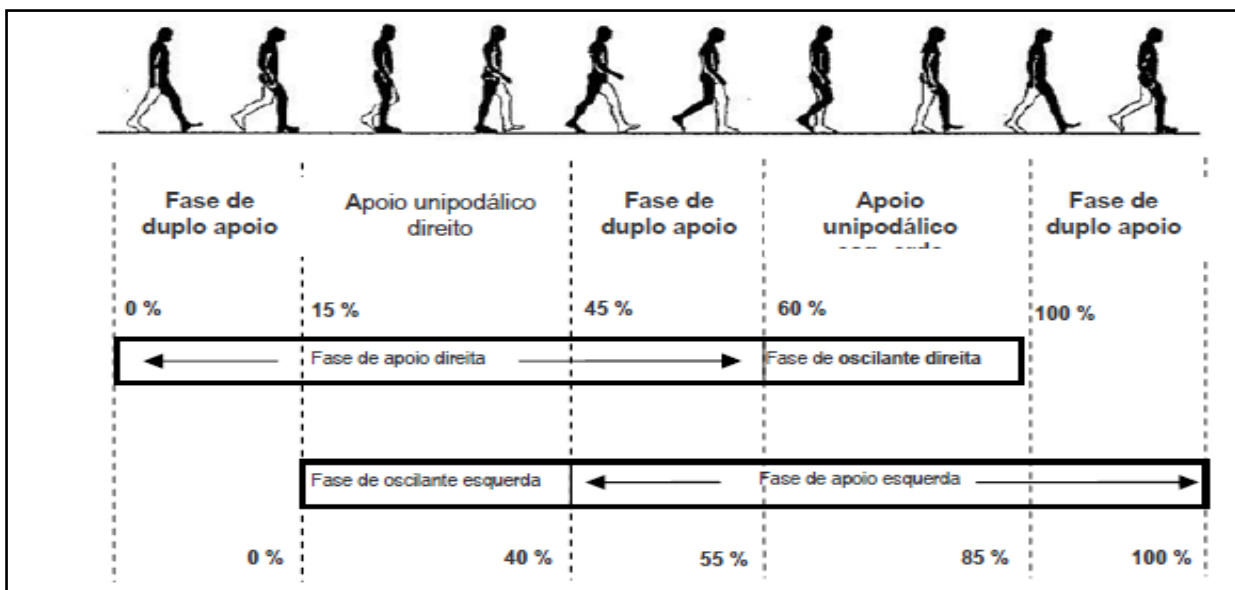 Fase de
duplo apoio
Apoio unipodálico
direito
Fase de
duplo apoio
Apoio
unipodálico
Fase de
duplo apoio
0 %
15 %
45 %
60 %
100 %
Fase de apoio direita
Fase de oscilante direita
Fase de oscilante esquerda
Fase de apoio esquerda
0 %
40 %
55 %
85 %
100 %